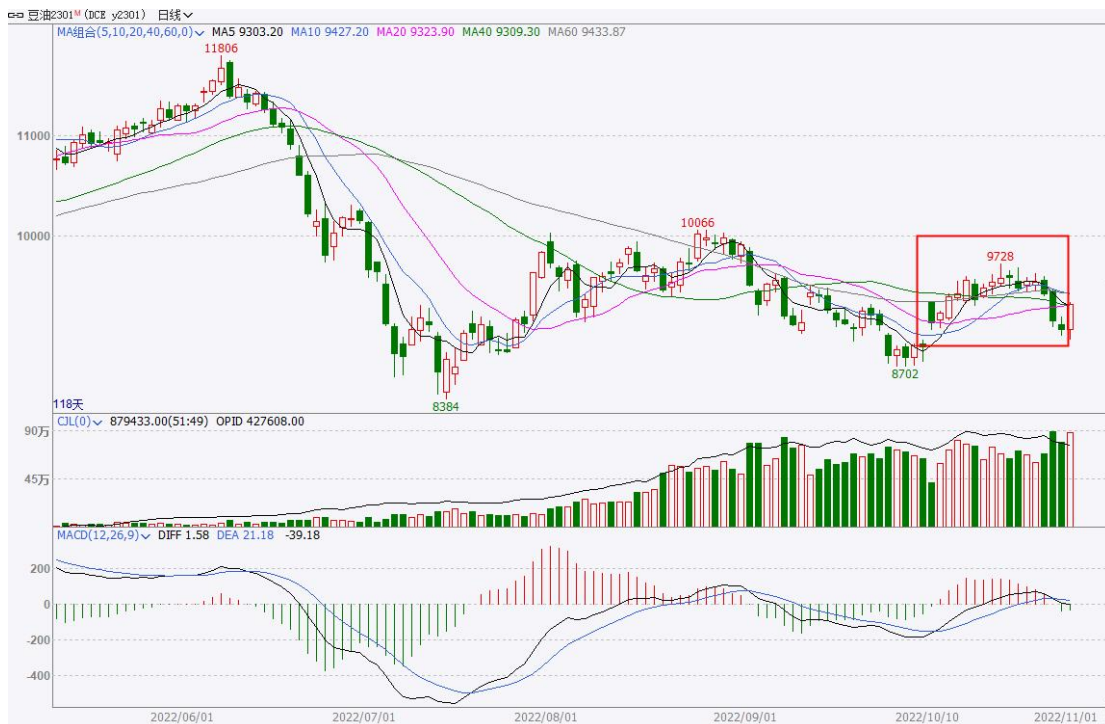 豆油2301ᴹ (DCE y2301) 日线
MA组合(5,10,20,40,60,0) MA5 9303.20 MA10 9427.20 MA20 9323.90 MA40 9309.30 MA60 9433.87
11806
11000
10066
10000
9728
8702
8384
118天
CJL(0) 879433.00(51:49) OPID 427608.00
90万
45万
MACD(12,26,9) DIFF 1.58 DEA 21.18 -39.18
200
0
-200
-400
2022/06/01 2022/07/01 2022/08/01 2022/09/01 2022/10/10 2022/11/01